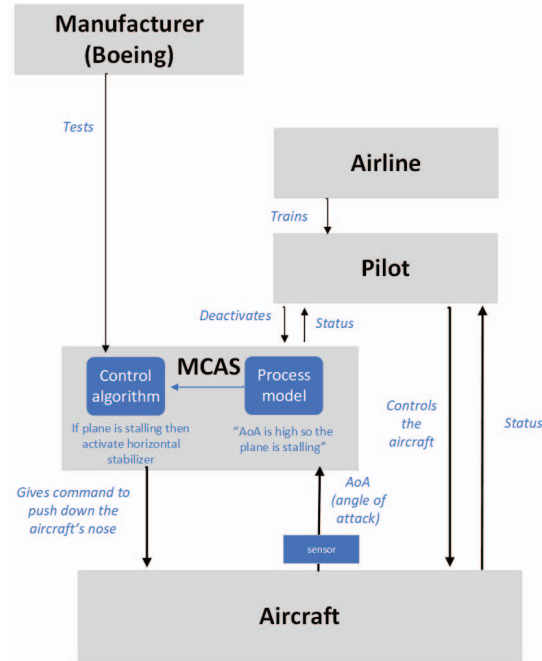 Manufacturer
(Boeing)
Tests
Airline
Trains
Pilot
Deactivates
Status
MCAS
Control
algorithm
Process
model
If plane is stalling then
activate horizontal
stabilizer
“AoA is high so the
plane is stalling”
Controls
the
aircraft
Status
Gives command to
push down the
aircraft’s nose
AoA
(angle of
attack)
sensor
Aircraft